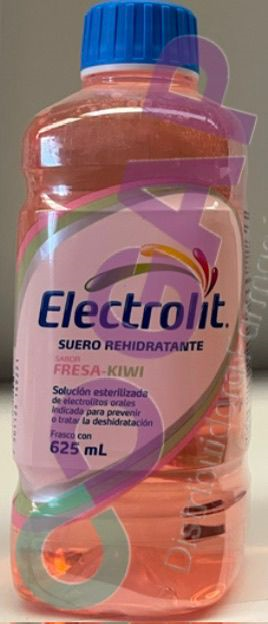 Electrolit®
SUERO REHIDRATANTE
SABOR
FRESA-KIWI
Solución esterilizada
de electrolitos orales
Indicada para prevenir
o tratar la deshidratación
Frasco con
625 mL